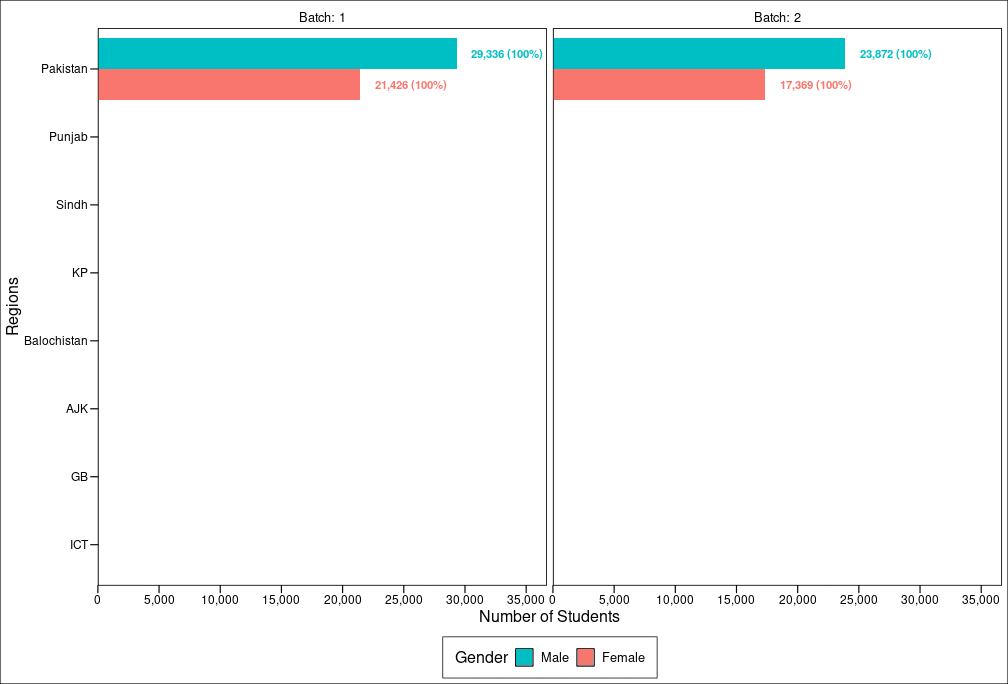 Batch: 1
Batch: 2
Regions
Pakistan
29,336 (100%)
23,872 (100%)
21,426 (100%)
17,369 (100%)
Punjab
Sindh
KP
Balochistan
AJK
GB
ICT
0 5,000 10,000 15,000 20,000 25,000 30,000 35,000
0 5,000 10,000 15,000 20,000 25,000 30,000 35,000
Number of Students
Gender Male Female